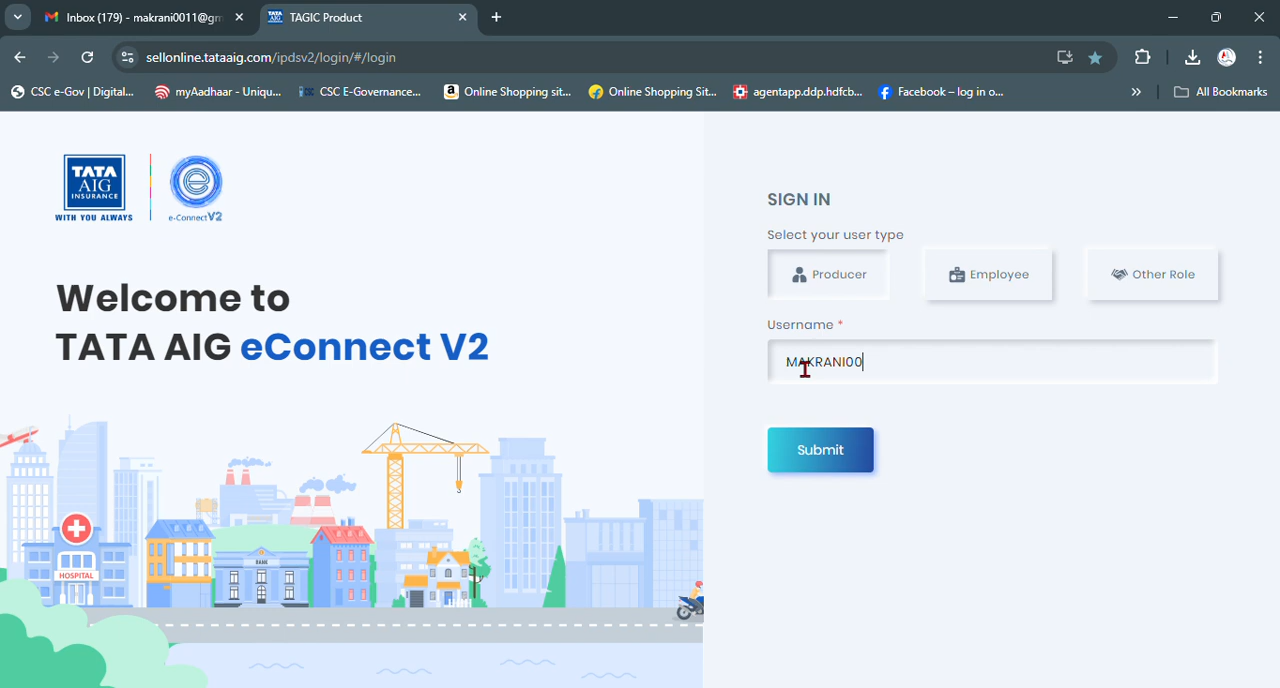 Inbox (179) - makrani0011@gm
TAGIC Product
sellonline.tataaig.com/ipdsv2/login/#/login
CSC e-Gov | Digital...
myAadhaar - Uniqu...
CSC E-Governance...
Online Shopping sit...
Online Shopping Sit...
agentapp.ddp.hdfcb...
Facebook – log in o...
All Bookmarks
TATA
AIG
INSURANCE
WITH YOU ALWAYS
e-Connect V2
Welcome to
TATA AIG eConnect V2
HOSPITAL
BANK
SIGN IN
Select your user type
Producer
Employee
Other Role
Username *
MAKRANI00
Submit